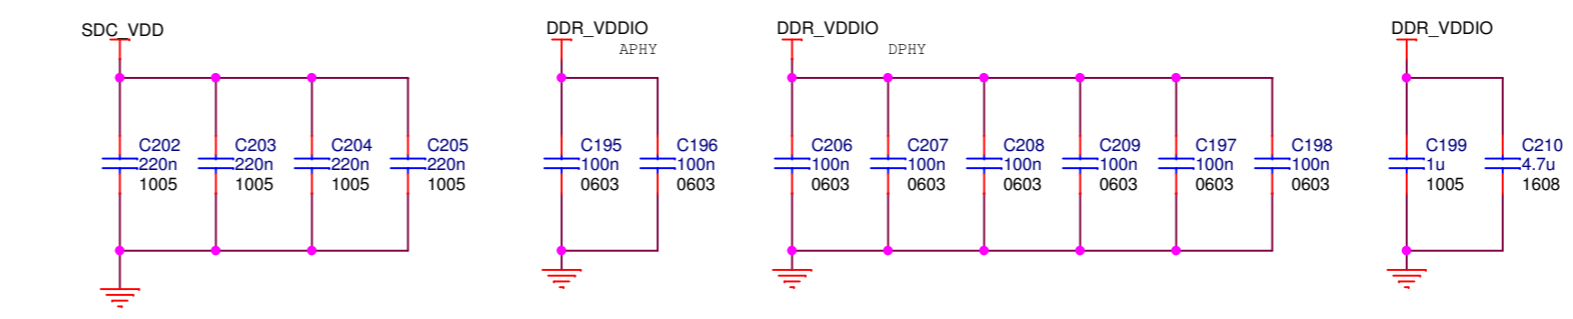 SDC_VDD
DDR_VDDIO
APHY
DDR_VDDIO
DPHY
DDR_VDDIO
C202
220n
1005
C203
220n
1005
C204
220n
1005
C205
220n
1005
C195
100n
0603
C196
100n
0603
C206
100n
0603
C207
100n
0603
C208
100n
0603
C209
100n
0603
C197
100n
0603
C198
100n
0603
C199
1u
1005
C210
4.7u
1608